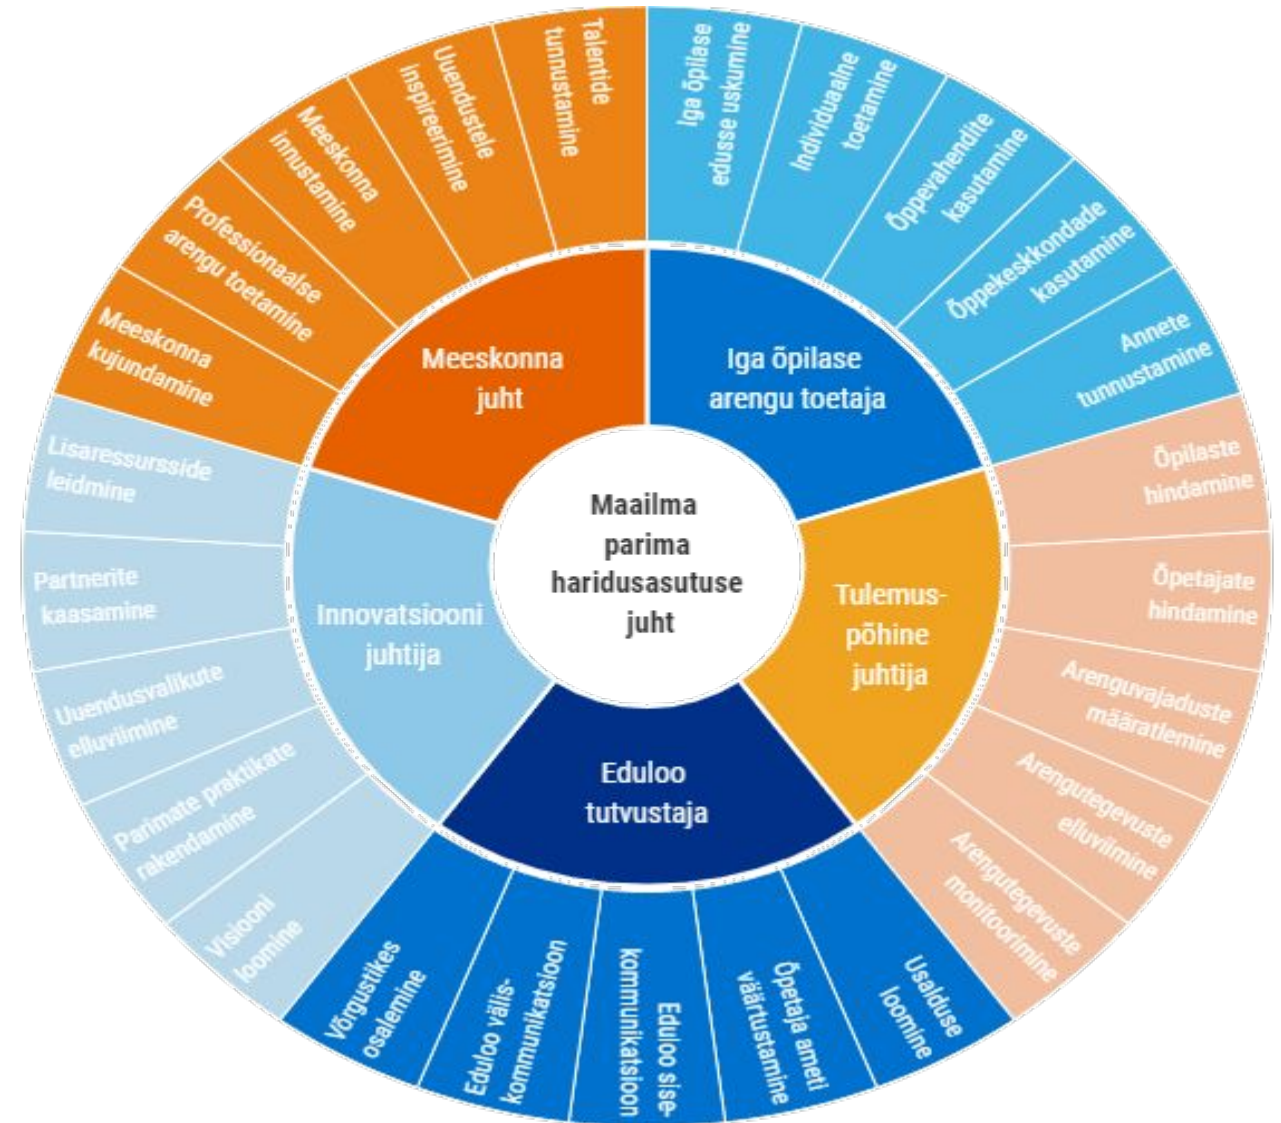 Maailma
parima
haridusasutuse
juht
Iga õpilase
arengu toetaja
Iga õpilase
edusse uskumine
Individuaalne
toetamine
Õppevahendite
kasutamine
Õppekeskkondade
kasutamine
Annete
tunnustamine
Tulemus-
põhine
juhtija
Õpilaste
hindamine
Õpetajate
hindamine
Arenguvajaduste
määratlemine
Arengutegevuste
elluviimine
Arengutegevuste
monitoorimine
Eduloo
tutvustaja
Usalduse
loomine
Õpetaja ameti
väärtustamine
Eduloo sise-
kommunikatsioon
Eduloo välis-
kommunikatsioon
Võrgustikes
osalemine
Innovatsiooni
juhtija
Visiooni
loomine
Parimate praktikate
rakendamine
Uuendusvalikute
elluviimine
Partnerite
kaasamine
Lisaressursside
leidmine
Meeskonna
juht
Meeskonna
kujundamine
Professionaalse
arengu toetamine
Meeskonna
innustamine
Uuendustele
inspireerimine
Talentide
tunnustamine